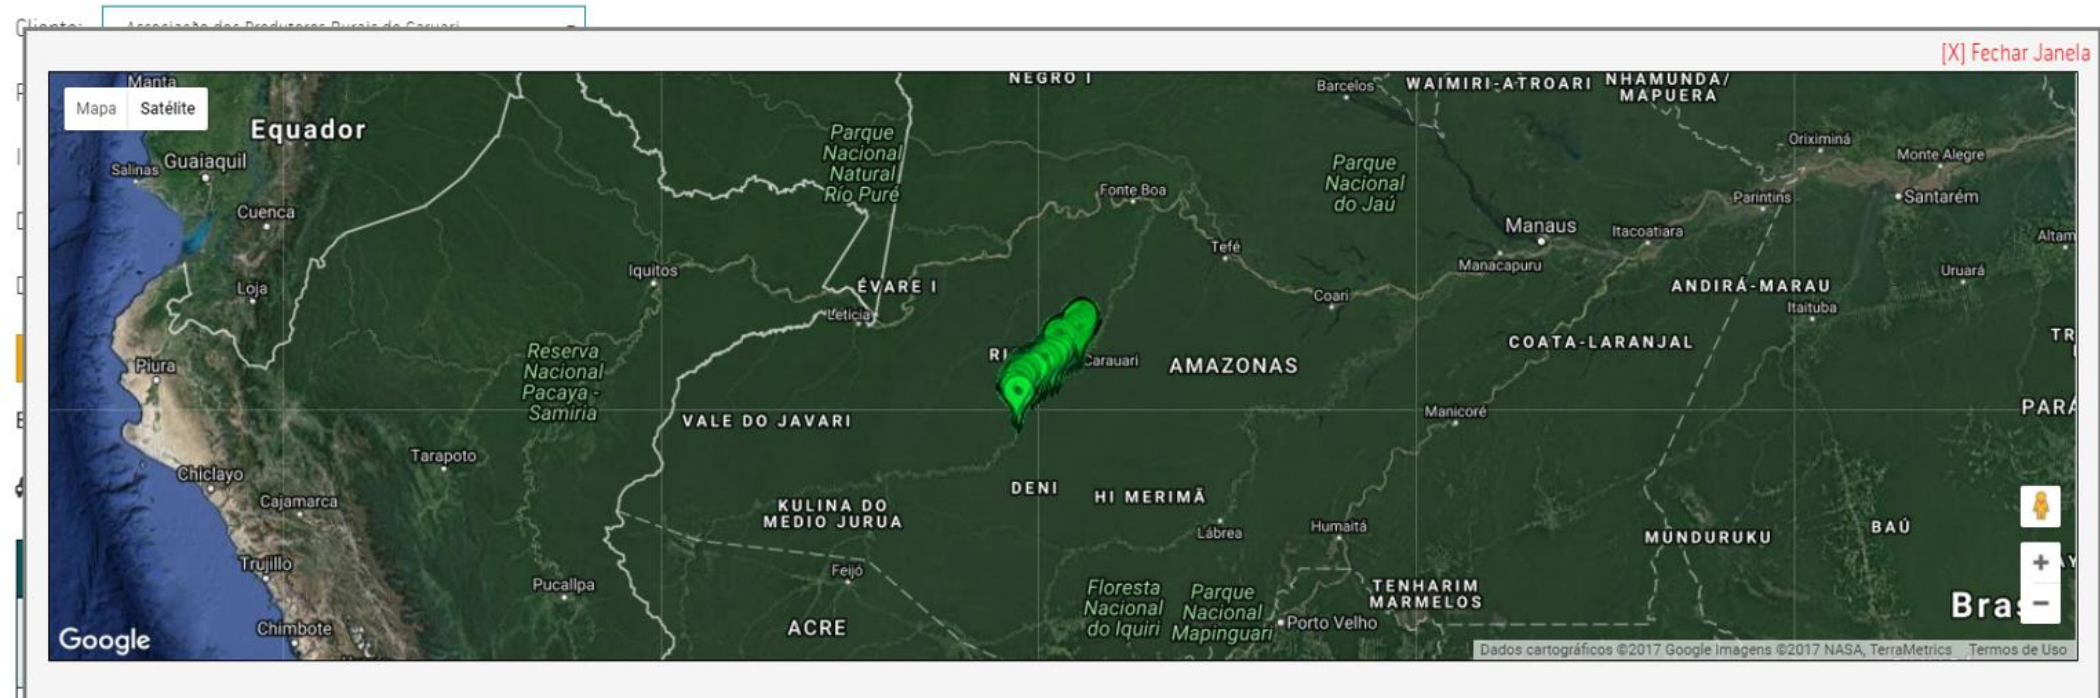 [X] Fechar Janela
Manta
NEGRO I
Barcelos
WAIMIRI-ATROARI
NHAMUNDA/
MAPUERA
Mapa
Satélite
Equador
Parque
Nacional
Natural
Río Puré
Oriximiná
Monte Alegre
Salinas
Guaiaquil
Parque
Nacional
do Jaú
Fonte Boa
Parintins
Santarém
Cuenca
Manaus
Itacoatiara
Tefé
Manacapuru
Iquitos
Uruará
Loja
ÉVARE I
ANDIRÁ-MARAU
Coari
Itaituba
Leticia
COATA-LARANJAL
Reserva
Nacional
Pacaya -
Samiria
Carauari
AMAZONAS
Piura
Manicoré
VALE DO JAVARI
Tarapoto
Chiclayo
DENI
HI MERIMÃ
Cajamarca
KULINA DO
MEDIO JURUA
Lábrea
Humaitá
MUNDURUKU
BAÚ
Trujillo
Feijó
Pucallpa
Floresta
Nacional
do Iquiri
Parque
Nacional
Mapinguari
TENHARIM
MARMELOS
Porto Velho
Chimbote
ACRE
Google
Dados cartográficos ©2017 Google Imagens ©2017 NASA, TerraMetrics
Termos de Uso